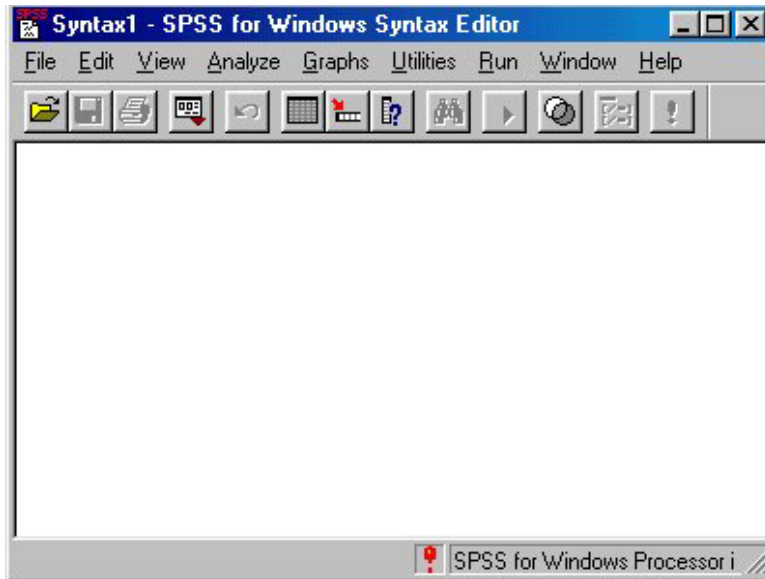 SPSS
Syntax1 - SPSS for Windows Syntax Editor
File Edit View Analyze Graphs Utilities Run Window Help
SPSS for Windows Processor i